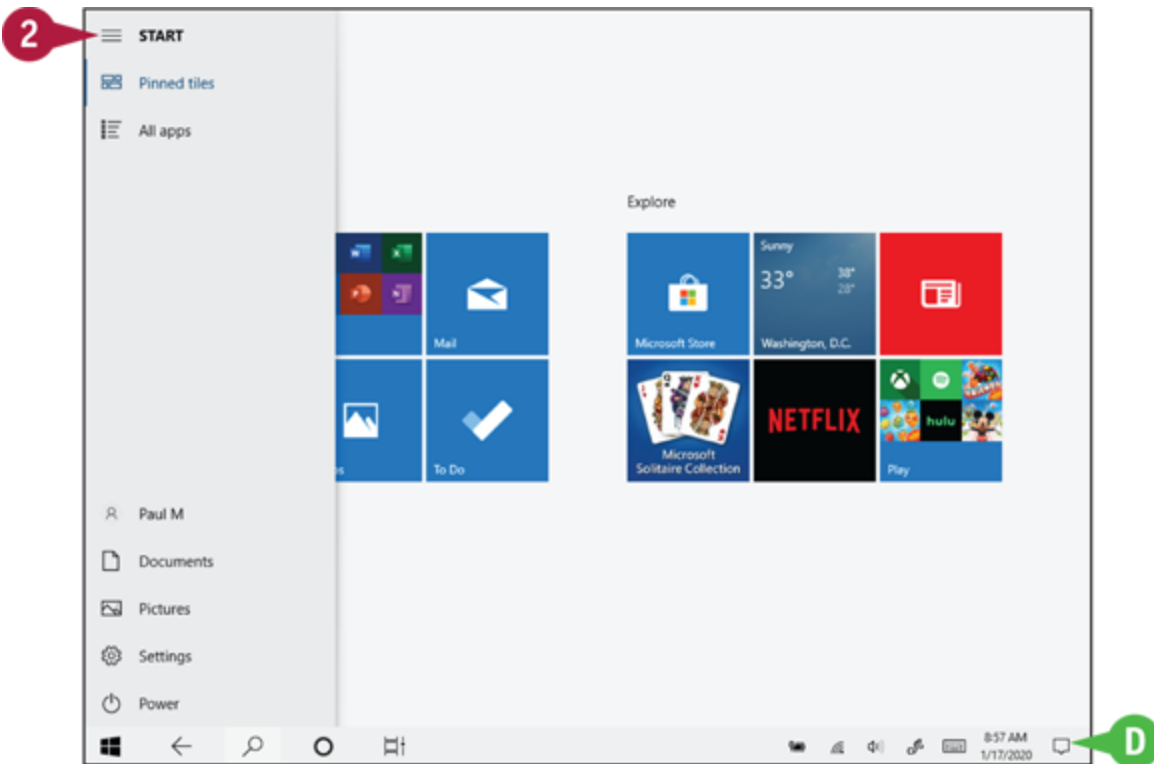 2
START
Pinned tiles
All apps
Explore
Mail
Microsoft Store
Sunny
33°
38°
28°
Washington, D.C.
To Do
Microsoft
Solitaire Collection
NETFLIX
hulu
Play
Paul M
Documents
Pictures
Settings
Power
8:57 AM
1/17/2020
D